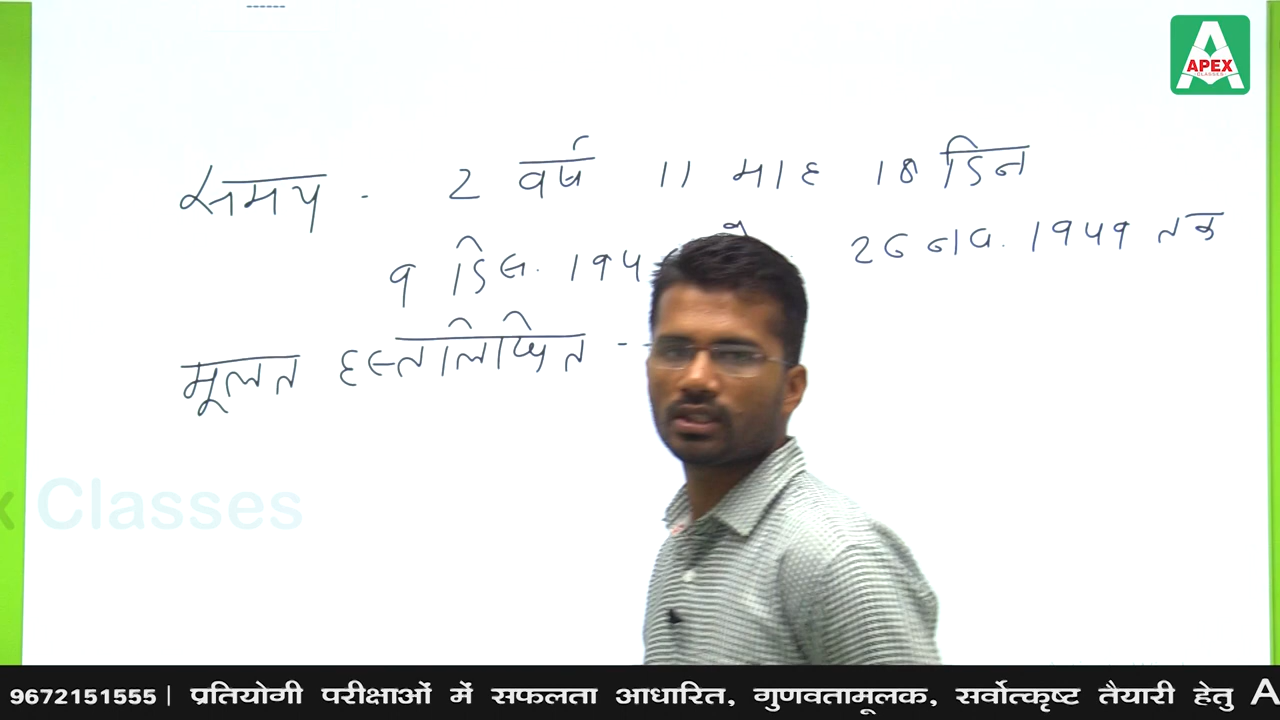 APEX
CLASSES
समय - 2 वर्ष 11 माह 18 दिन
9 दिस. 194 से 26 नव. 1949 तक
मूलत हस्तलिखित -
x Classes
9672151555 | प्रतियोगी परीक्षाओं में सफलता आधारित, गुणवतामूलक, सर्वोत्कृष्ट तैयारी हेतु A